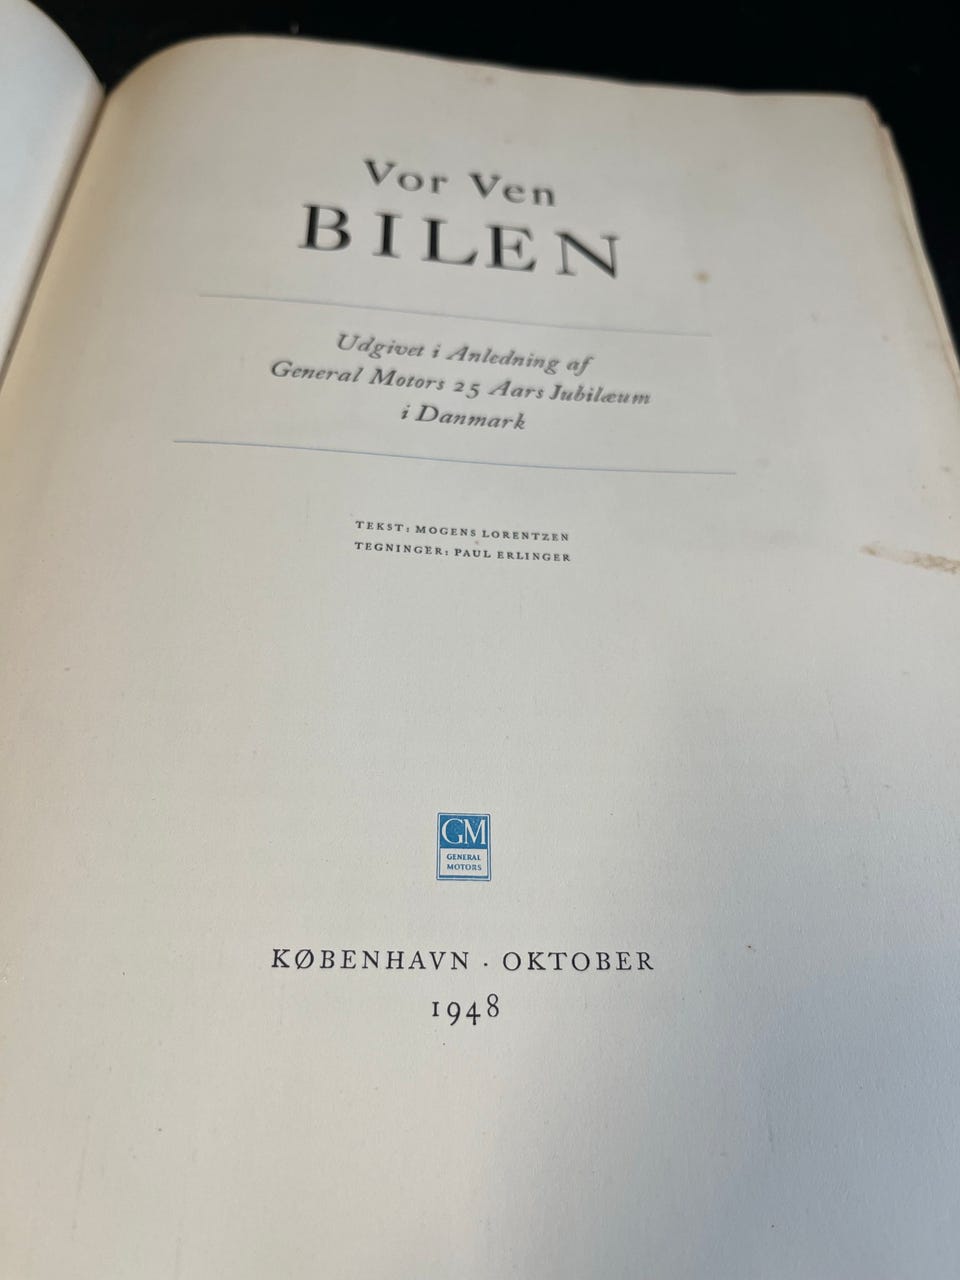 Vor Ven
BILEN
Udgivet i Anledning af
General Motors 25 Aars Jubilæum
i Danmark
TEKST: MOGENS LORENTZEN
TEGNINGER: PAUL ERLINGER
GM
GENERAL
MOTORS
KØBENHAVN · OKTOBER
1948